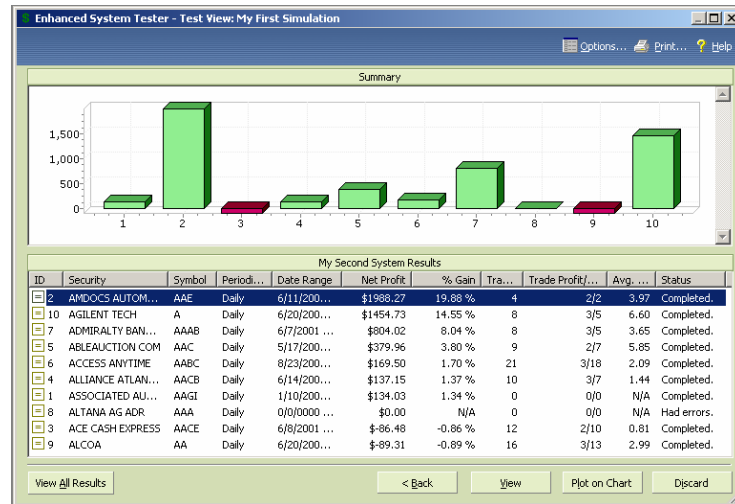 $ Enhanced System Tester - Test View: My First Simulation
Options... Print... ? Help
Summary
1,500
1,000
500
0
1 2 3 4 5 6 7 8 9 10
My Second System Results
ID Security Symbol Periodi... Date Range Net Profit % Gain Tra... Trade Profit/... Avg. ... Status
2 AMDOCS AUTOM... AAE Daily 6/11/200... $1988.27 19.88 % 4 2/2 3.97 Completed.
10 AGILENT TECH A Daily 6/20/200... $1454.73 14.55 % 8 3/5 6.60 Completed.
7 ADMIRALTY BAN... AAAB Daily 6/7/2001 ... $804.02 8.04 % 8 3/5 3.65 Completed.
5 ABLEAUCTION COM AAC Daily 5/17/200... $379.96 3.80 % 9 2/7 5.85 Completed.
6 ACCESS ANYTIME AABC Daily 8/23/200... $169.50 1.70 % 21 3/18 2.09 Completed.
4 ALLIANCE ATLAN... AACB Daily 6/14/200... $137.15 1.37 % 10 3/7 1.44 Completed.
1 ASSOCIATED AU... AAGI Daily 1/10/200... $134.03 1.34 % 0 0/0 N/A Completed.
8 ALTANA AG ADR AAA Daily 0/0/0000 ... $0.00 N/A 0 0/0 N/A Had errors.
3 ACE CASH EXPRESS AACE Daily 6/8/2001 ... $-86.48 -0.86 % 12 2/10 0.81 Completed.
9 ALCOA AA Daily 6/20/200... $-89.31 -0.89 % 16 3/13 2.99 Completed.
View All Results < Back View Plot on Chart Discard